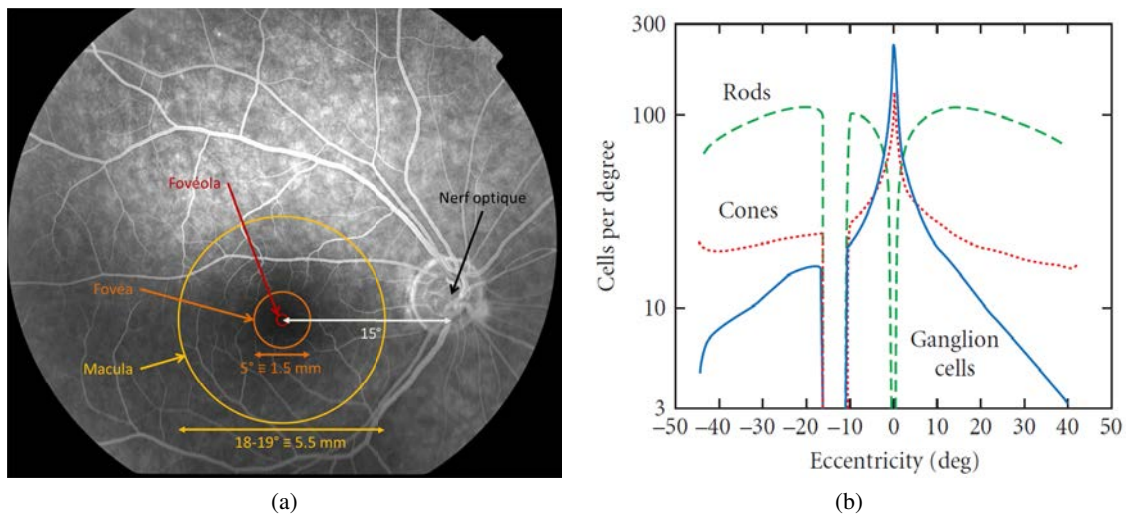 Fovéola
Nerf optique
Fovea
15°
Macula
5° ≡ 1.5 mm
18-19° ≡ 5.5 mm
(a)
300
100
10
3
Cells per degree
Rods
Cones
Ganglion
cells
−50 −40 −30 −20 −10 0 10 20 30 40 50
Eccentricity (deg)
(b)